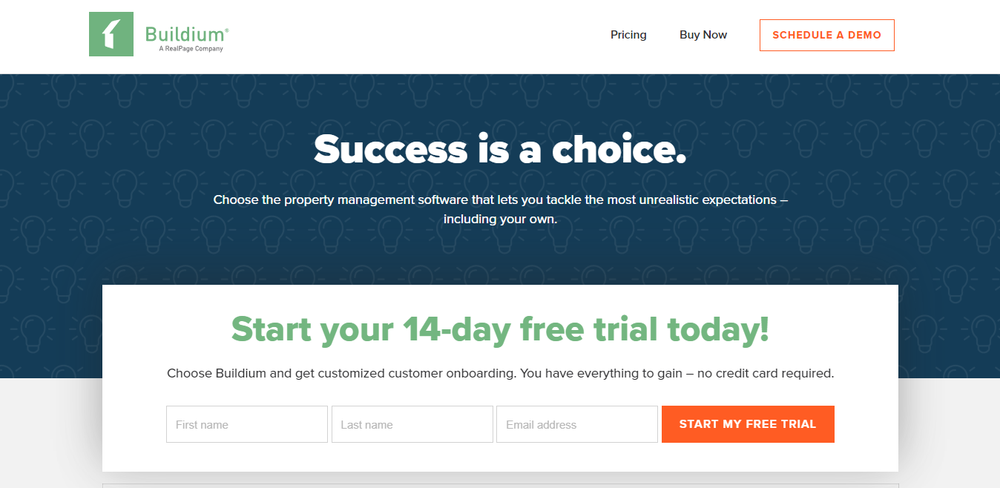 Buildium®
A RealPage Company
Pricing
Buy Now
SCHEDULE A DEMO
Success is a choice.
Choose the property management software that lets you tackle the most unrealistic expectations –
including your own.
Start your 14-day free trial today!
Choose Buildium and get customized customer onboarding. You have everything to gain – no credit card required.
First name
Last name
Email address
START MY FREE TRIAL